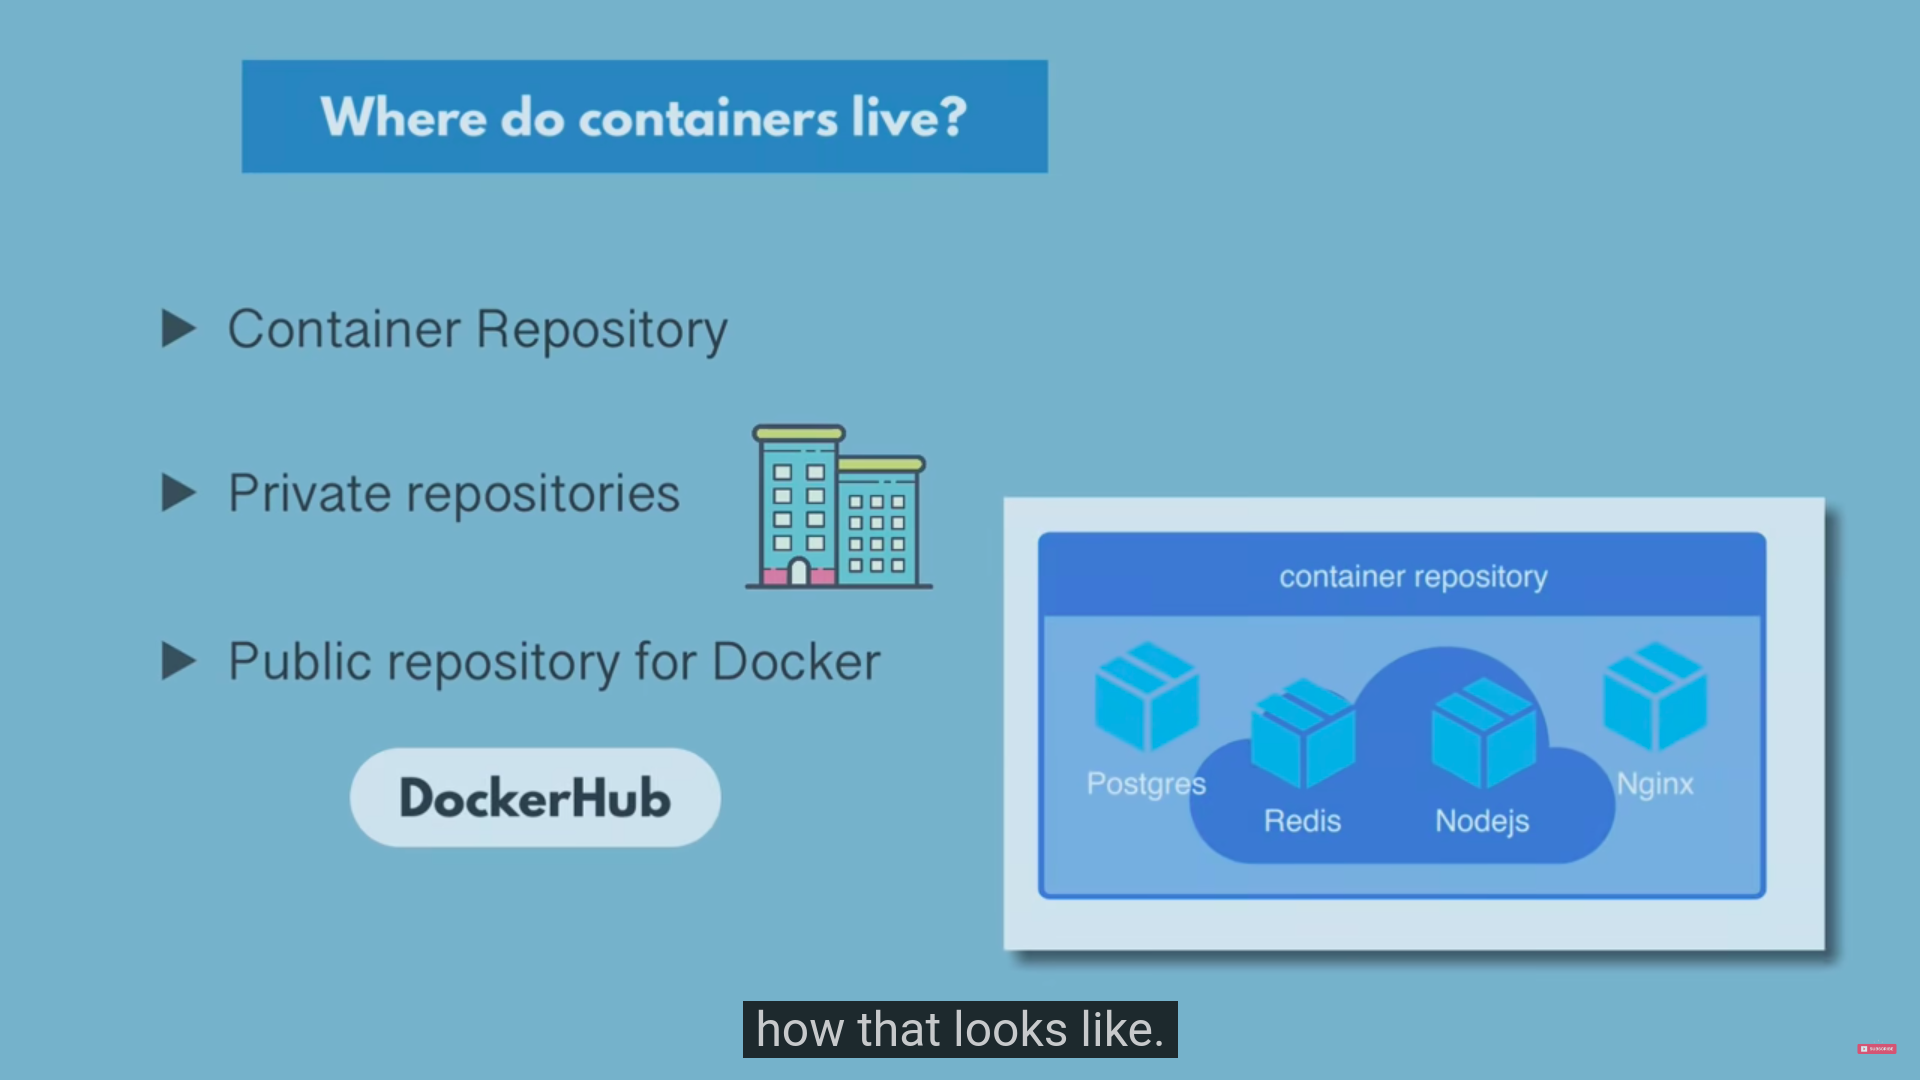 Where do containers live?
Container Repository
Private repositories
Public repository for Docker
DockerHub
container repository
Postgres
Redis
Nodejs
Nginx
how that looks like.
SUBSCRIBE